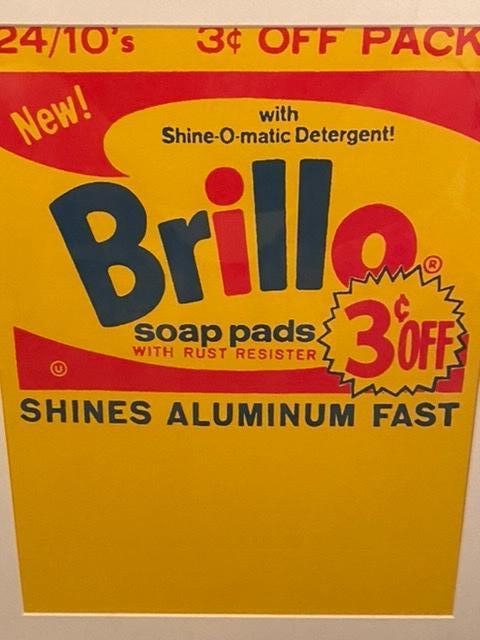 24/10's 3¢ OFF PACK
New!
with
Shine-O-matic Detergent!
Brillo®
soap pads
WITH RUST RESISTER
3¢ OFF
U
SHINES ALUMINUM FAST